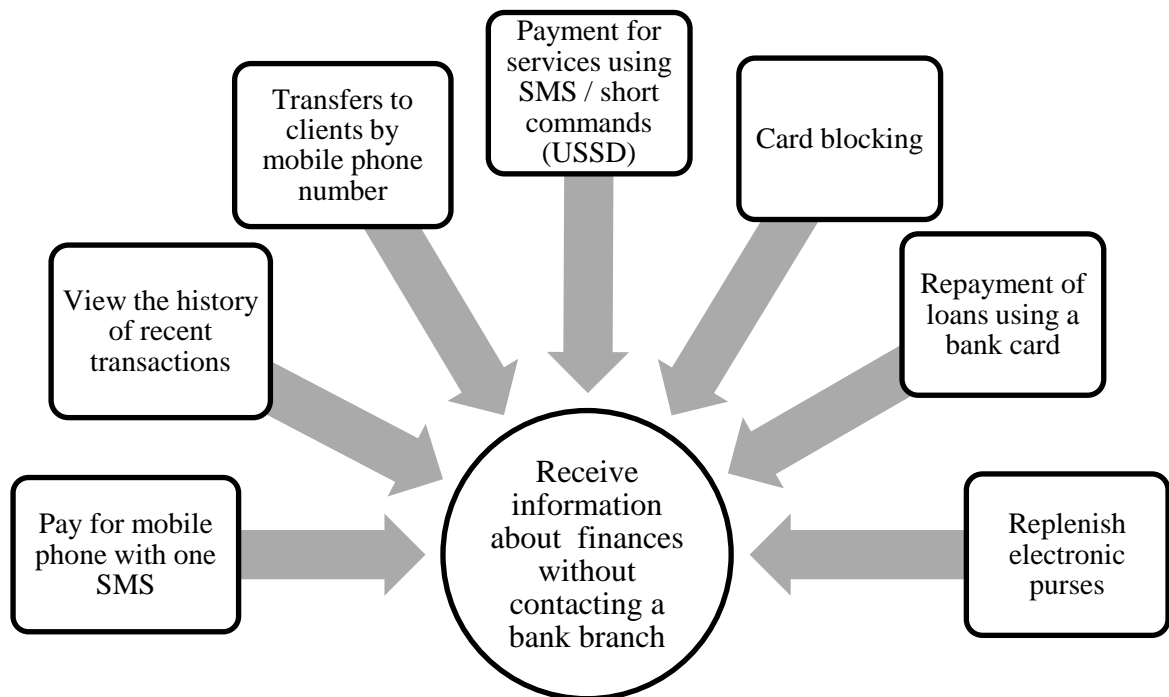 Payment for
services using
SMS / short
commands
(USSD)
Transfers to
clients by
mobile phone
number
Card blocking
View the history
of recent
transactions
Repayment of
loans using a
bank card
Pay for mobile
phone with one
SMS
Receive
information
about finances
without
contacting a
bank branch
Replenish
electronic
purses